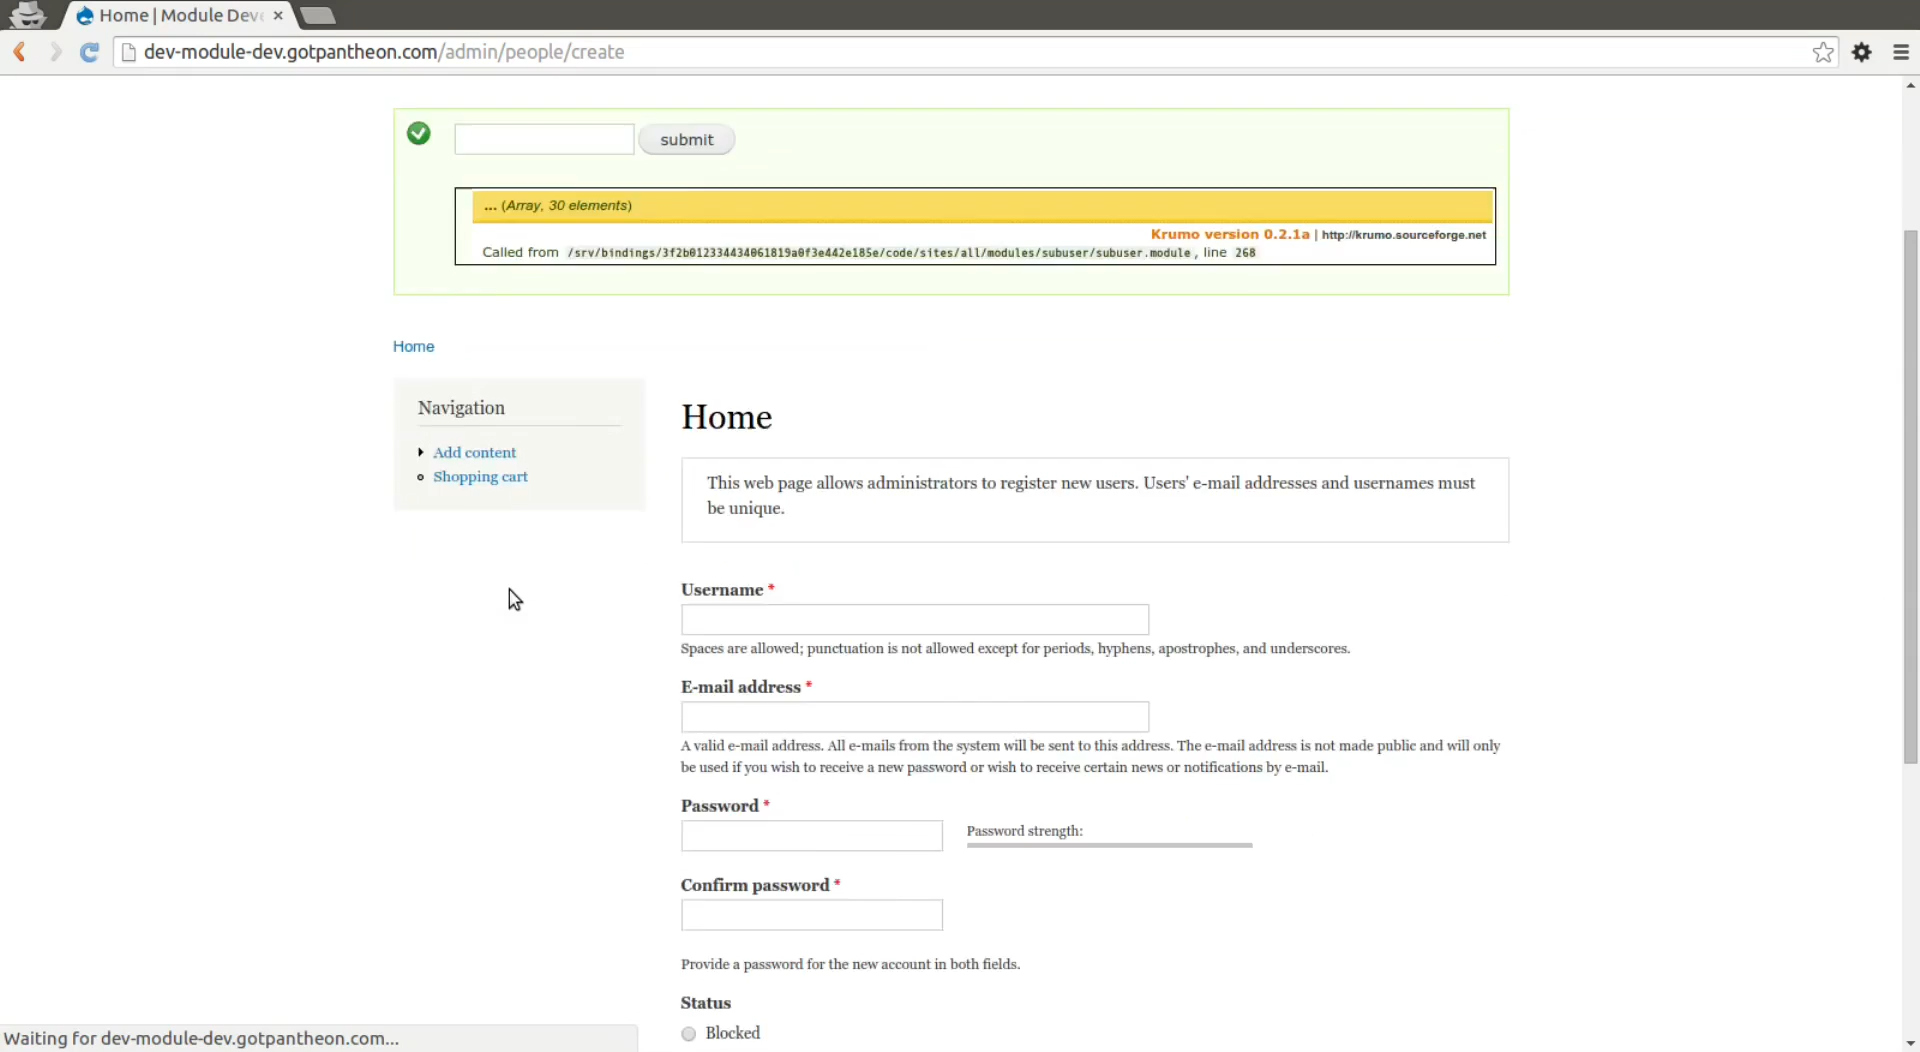 Home | Module Deve
dev-module-dev.gotpantheon.com/admin/people/create
submit
... (Array, 30 elements)
Krumo version 0.2.1a | http://krumo.sourceforge.net
Called from /srv/bindings/3f2b012334434061819a0f3e442e185e/code/sites/all/modules/subuser/subuser.module, line 268
Home
Navigation
Add content
Shopping cart
Home
This web page allows administrators to register new users. Users' e-mail addresses and usernames must
be unique.
Username *
Spaces are allowed; punctuation is not allowed except for periods, hyphens, apostrophes, and underscores.
E-mail address *
A valid e-mail address. All e-mails from the system will be sent to this address. The e-mail address is not made public and will only
be used if you wish to receive a new password or wish to receive certain news or notifications by e-mail.
Password *
Password strength:
Confirm password *
Provide a password for the new account in both fields.
Status
Blocked
Waiting for dev-module-dev.gotpantheon.com...